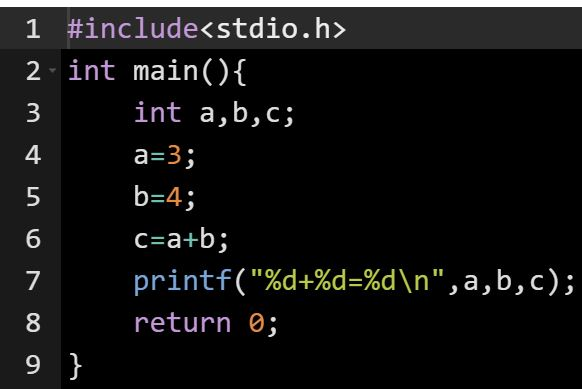 1 #include<stdio.h>
2 int main(){
3     int a,b,c;
4     a=3;
5     b=4;
6     c=a+b;
7     printf("%d+%d=%d\n",a,b,c);
8     return 0;
9 }